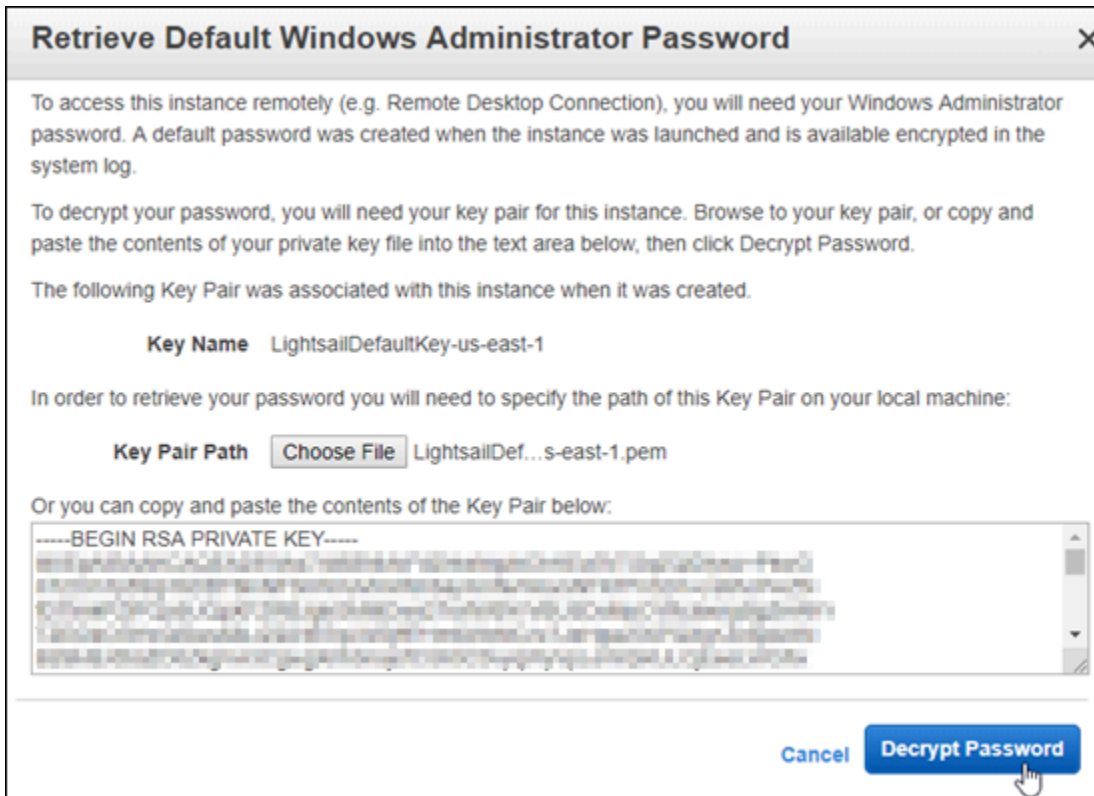 Retrieve Default Windows Administrator Password
To access this instance remotely (e.g. Remote Desktop Connection), you will need your Windows Administrator
password. A default password was created when the instance was launched and is available encrypted in the
system log.
To decrypt your password, you will need your key pair for this instance. Browse to your key pair, or copy and
paste the contents of your private key file into the text area below, then click Decrypt Password.
The following Key Pair was associated with this instance when it was created.
Key Name LightsailDefaultKey-us-east-1
In order to retrieve your password you will need to specify the path of this Key Pair on your local machine:
Key Pair Path Choose File LightsailDef...s-east-1.pem
Or you can copy and paste the contents of the Key Pair below:
-----BEGIN RSA PRIVATE KEY-----
Cancel Decrypt Password